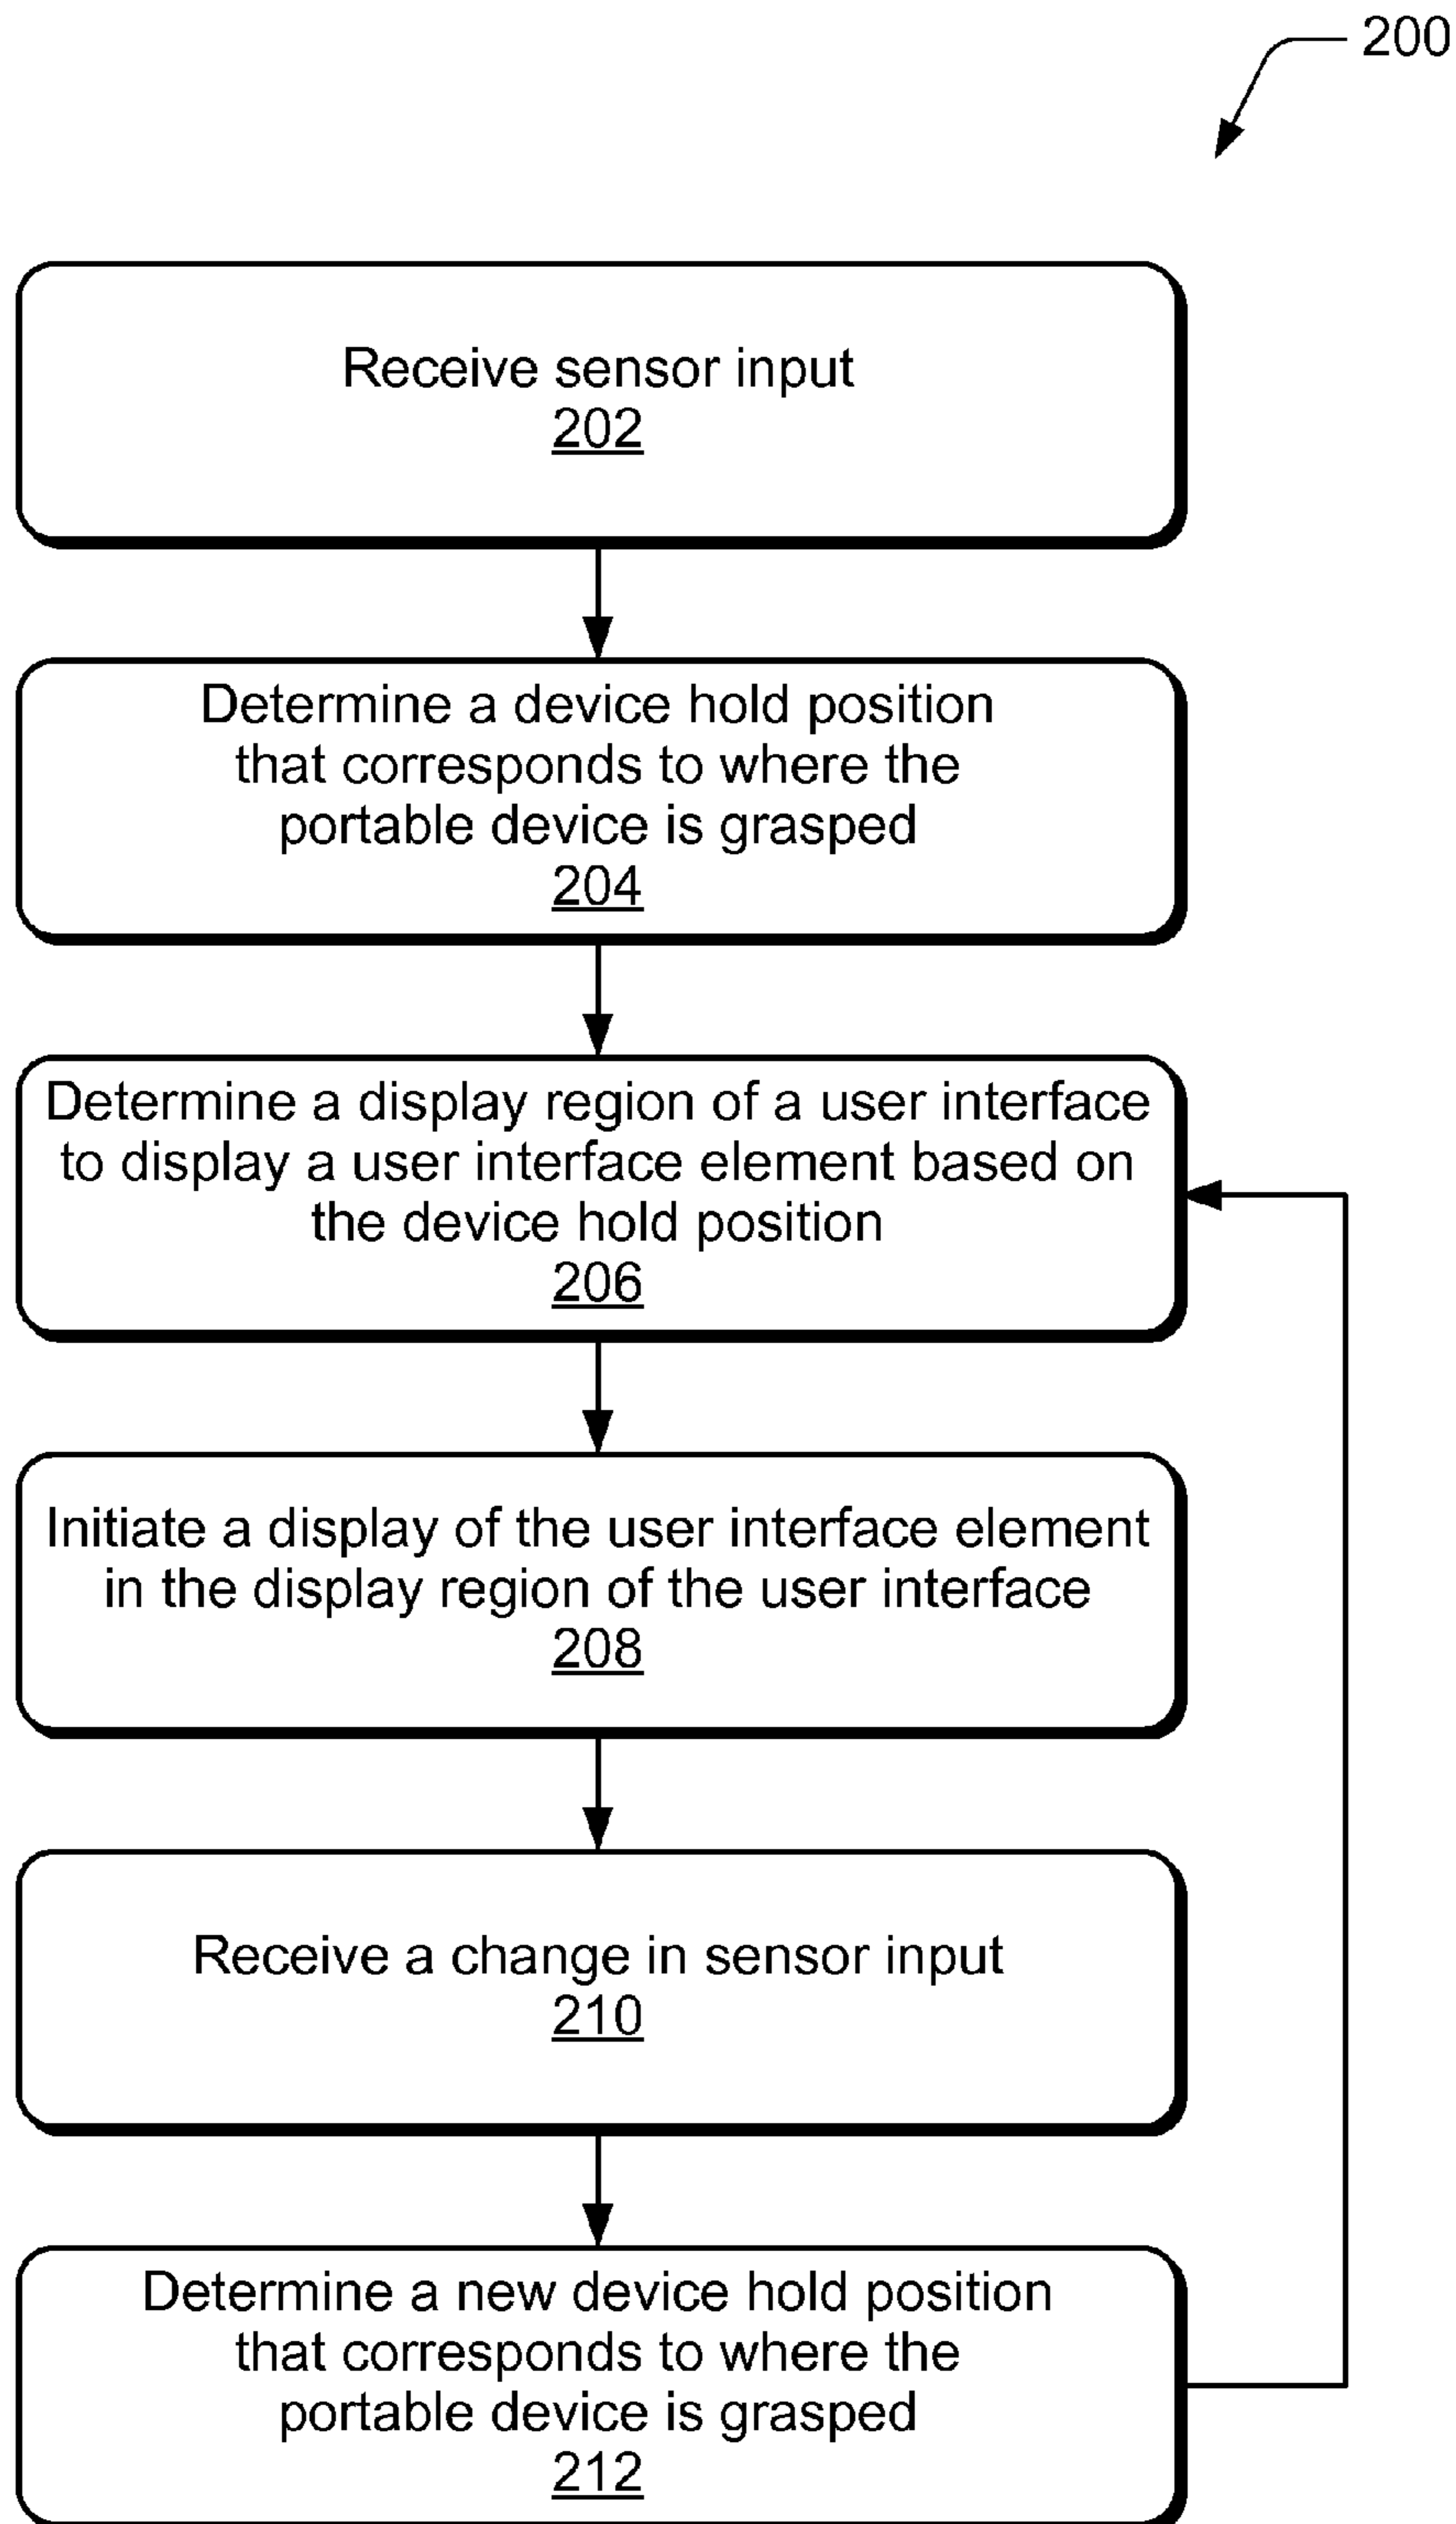 200
Receive sensor input
202
Determine a device hold position
that corresponds to where the
portable device is grasped
204
Determine a display region of a user interface
to display a user interface element based on
the device hold position
206
Initiate a display of the user interface element
in the display region of the user interface
208
Receive a change in sensor input
210
Determine a new device hold position
that corresponds to where the
portable device is grasped
212